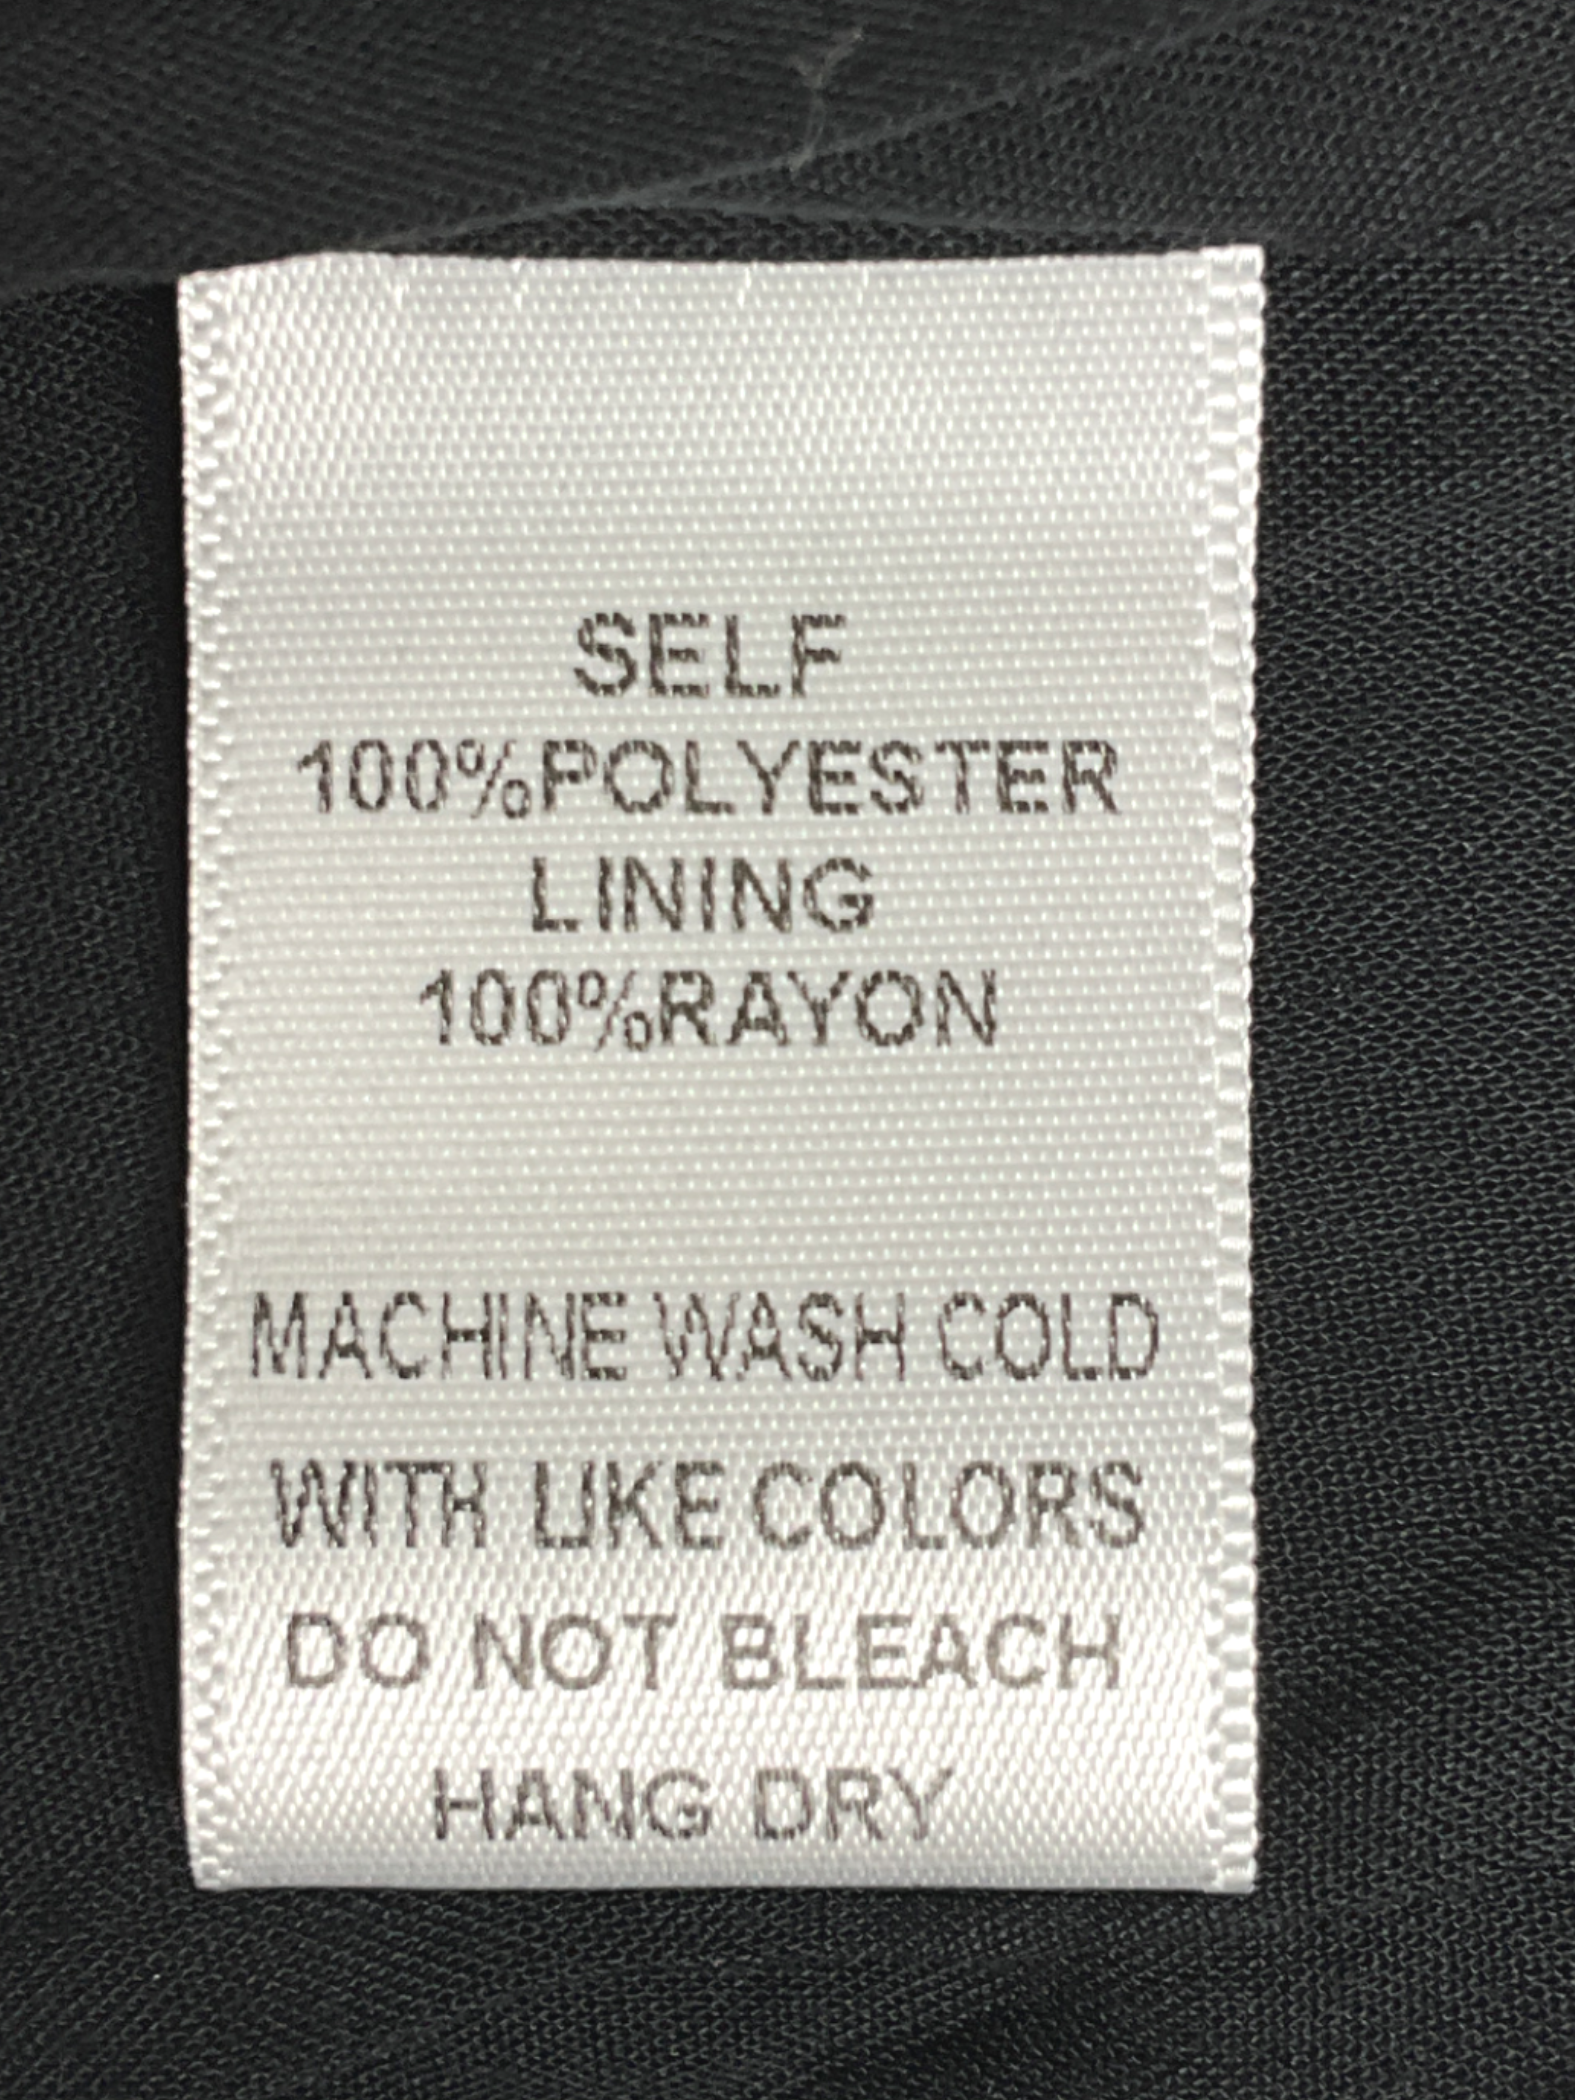 SELF
100%POLYESTER
LINING
100%RAYON
MACHINE WASH COLD
WITH LIKE COLORS
DO NOT BLEACH
HANG DRY